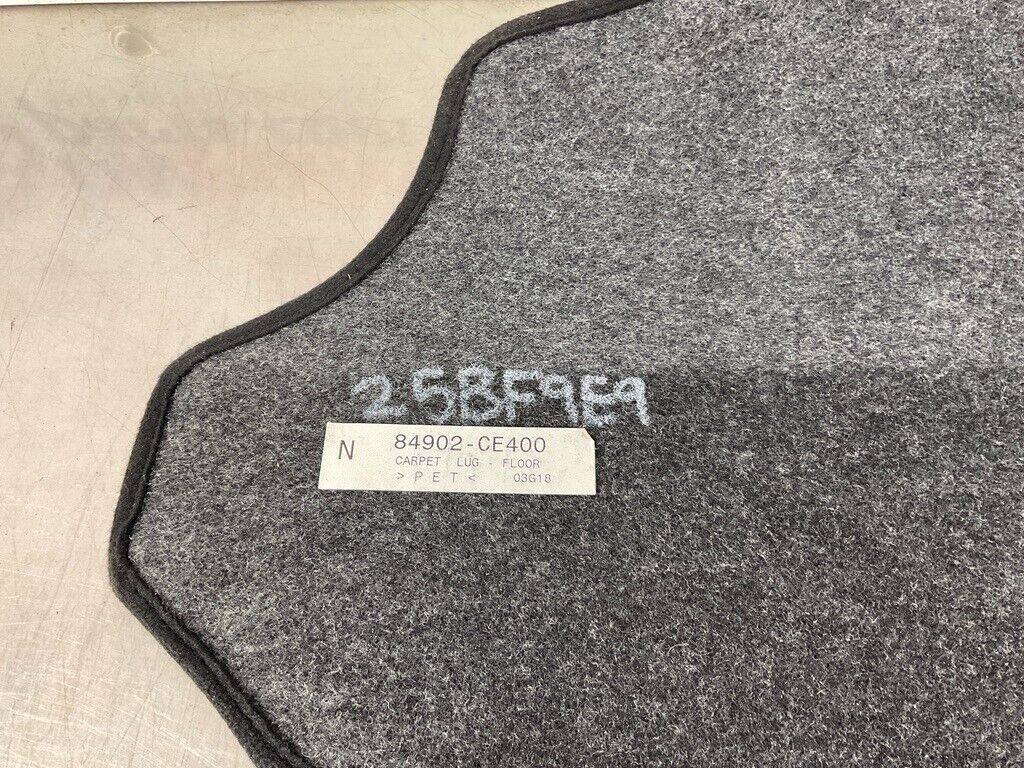 25BF9E9
N 84902-CE400
CARPET LUG - FLOOR
>PET< 03G18